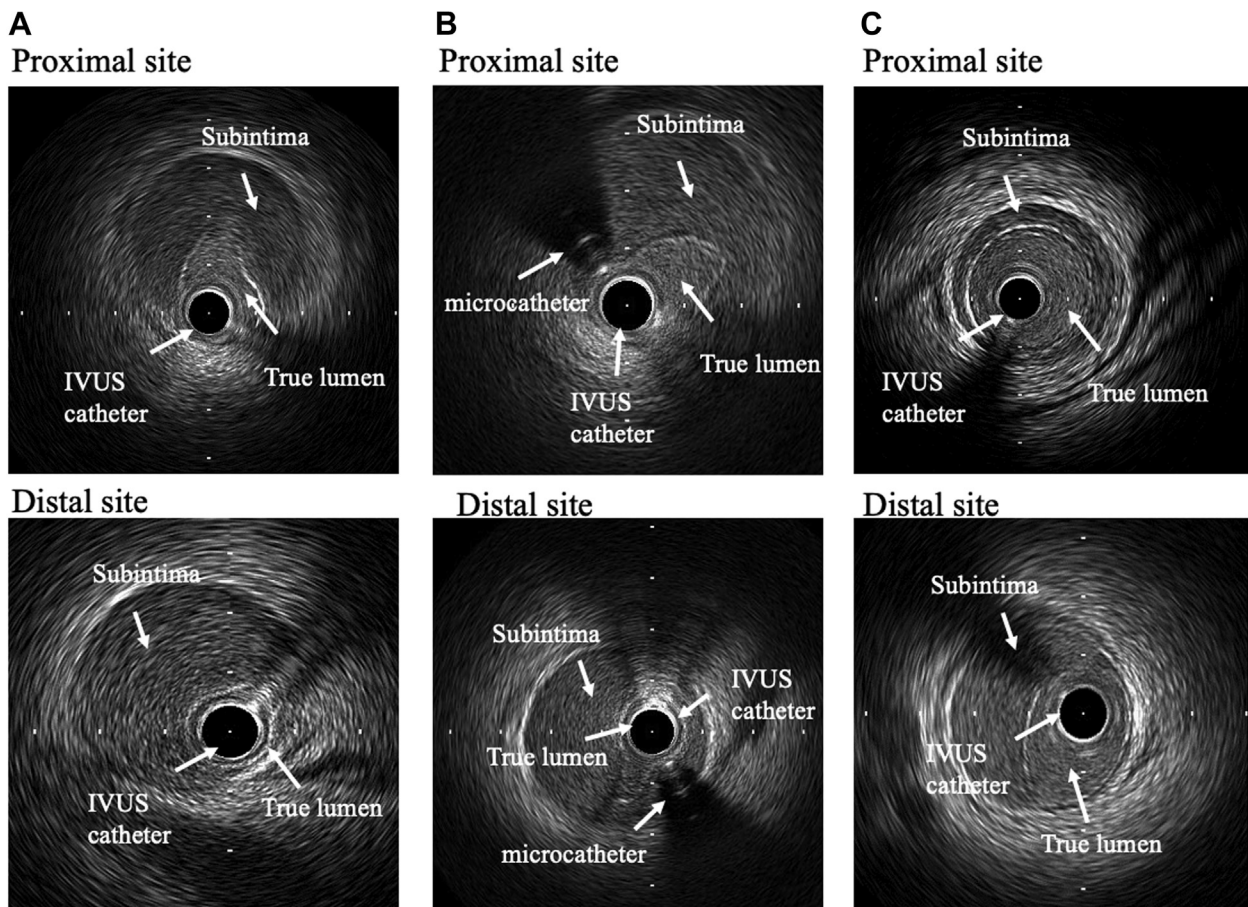 A
Proximal site
Subintima
IVUS
catheter
True lumen
Distal site
Subintima
IVUS
catheter
True lumen
B
Proximal site
Subintima
microcatheter
True lumen
IVUS
catheter
Distal site
Subintima
IVUS
catheter
True lumen
microcatheter
C
Proximal site
Subintima
IVUS
catheter
True lumen
Distal site
Subintima
IVUS
catheter
True lumen